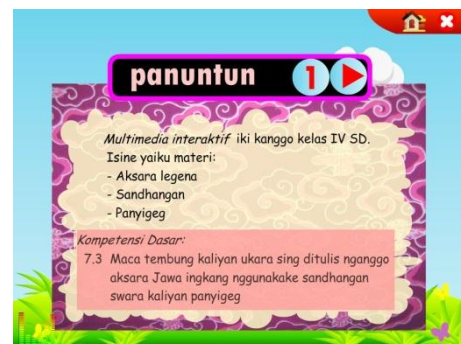 panuntun 1
Multimedia interaktif iki kanggo kelas IV SD.
Isine yaiku materi:
- Aksara legena
- Sandhangan
- Panyigeg
Kompetensi Dasar:
7.3 Maca tembung kaliyan ukara sing ditulis nganggo
aksara Jawa ingkang nggunakake sandhangan
swara kaliyan panyigeg